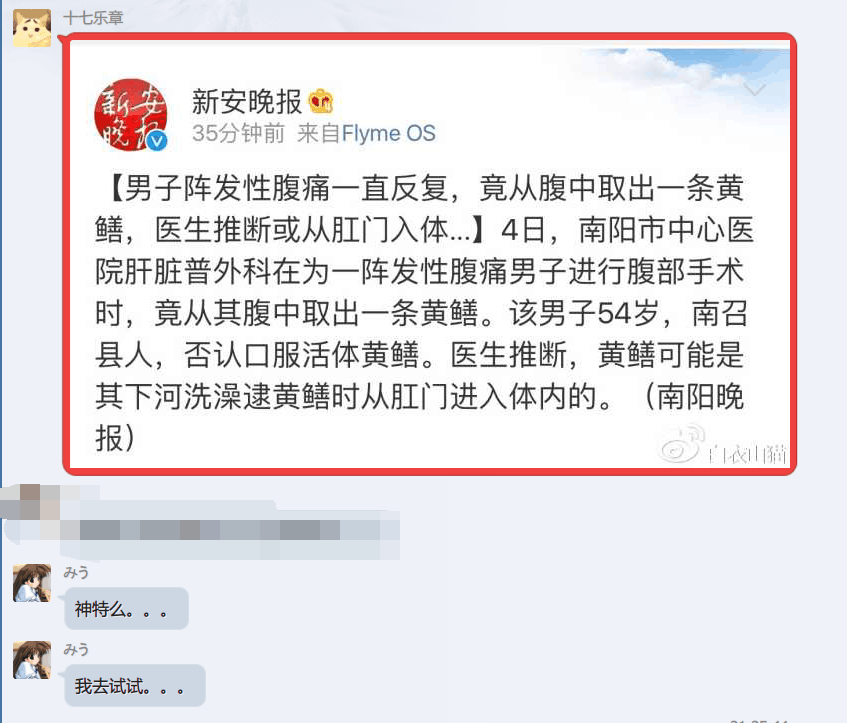 十七乐章
新安晚报
35分钟前 来自Flyme OS
【男子阵发性腹痛一直反复，竟从腹中取出一条黄
鳝，医生推断或从肛门入体...】4日，南阳市中心医
院肝脏普外科在为一阵发性腹痛男子进行腹部手术
时，竟从其腹中取出一条黄鳝。该男子54岁，南召
县人，否认口服活体黄鳝。医生推断，黄鳝可能是
其下河洗澡逮黄鳝时从肛门进入体内的。（南阳晚
报）
白衣山猫
みう
神特么。。。
みう
我去试试。。。